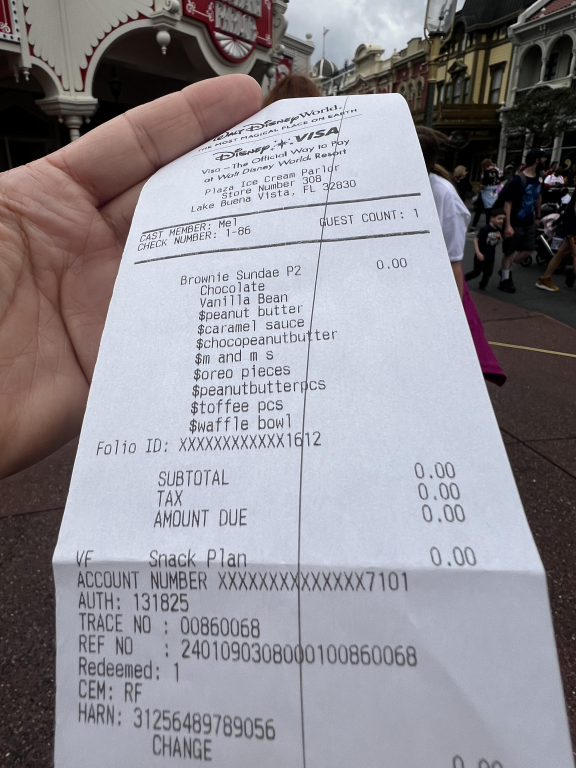 Walt Disney World.
THE MOST MAGICAL PLACE ON EARTH
Disney VISA
Visa – The Official Way to Pay
at Walt Disney World Resort
Plaza Ice Cream Parlor
Store Number 308
Lake Buena Vista, FL 32830
CAST MEMBER: Mel
CHECK NUMBER: 1-86 GUEST COUNT: 1
Brownie Sundae P2 0.00
Chocolate
Vanilla Bean
$peanut butter
$caramel sauce
$chocopeanutbutter
$m and m s
$oreo pieces
$peanutbutterpcs
$toffee pcs
$waffle bowl
Folio ID: XXXXXXXXXXXX1612
SUBTOTAL 0.00
TAX 0.00
AMOUNT DUE 0.00
VF Snack Plan 0.00
ACCOUNT NUMBER XXXXXXXXXXXXXX7101
AUTH: 131825
TRACE NO : 00860068
REF NO : 2401090308000100860068
Redeemed: 1
CEM: RF
HARN: 31256489789056
CHANGE 0.00